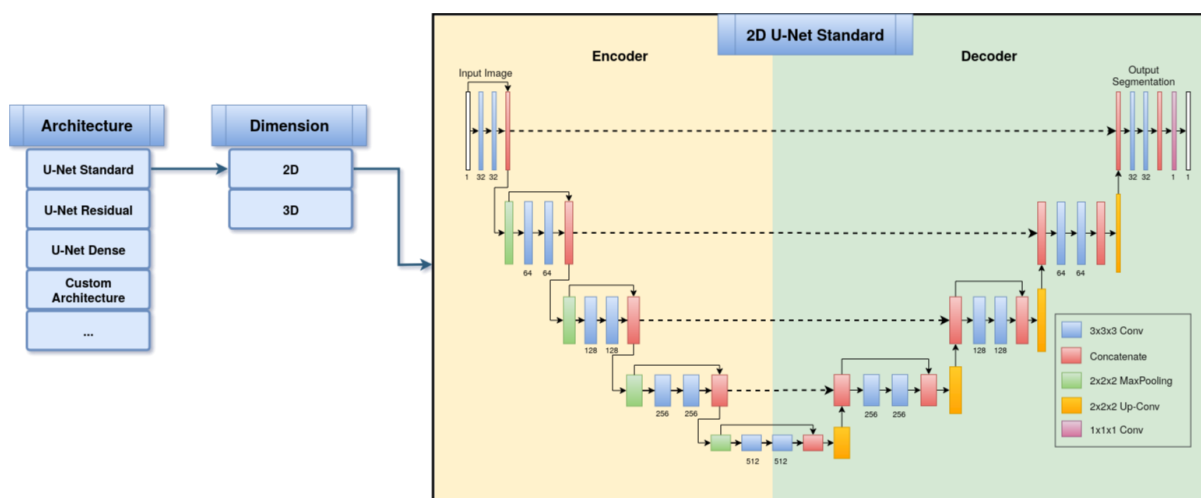 2D U-Net Standard
Encoder
Decoder
Input Image
Output
Segmentation
Architecture
Dimension
U-Net Standard
2D
U-Net Residual
3D
U-Net Dense
Custom
Architecture
...
1 32 32
32 32 1 1
64 64
64 64
128 128
128 128
256 256
256 256
512 512
3x3x3 Conv
Concatenate
2x2x2 MaxPooling
2x2x2 Up-Conv
1x1x1 Conv